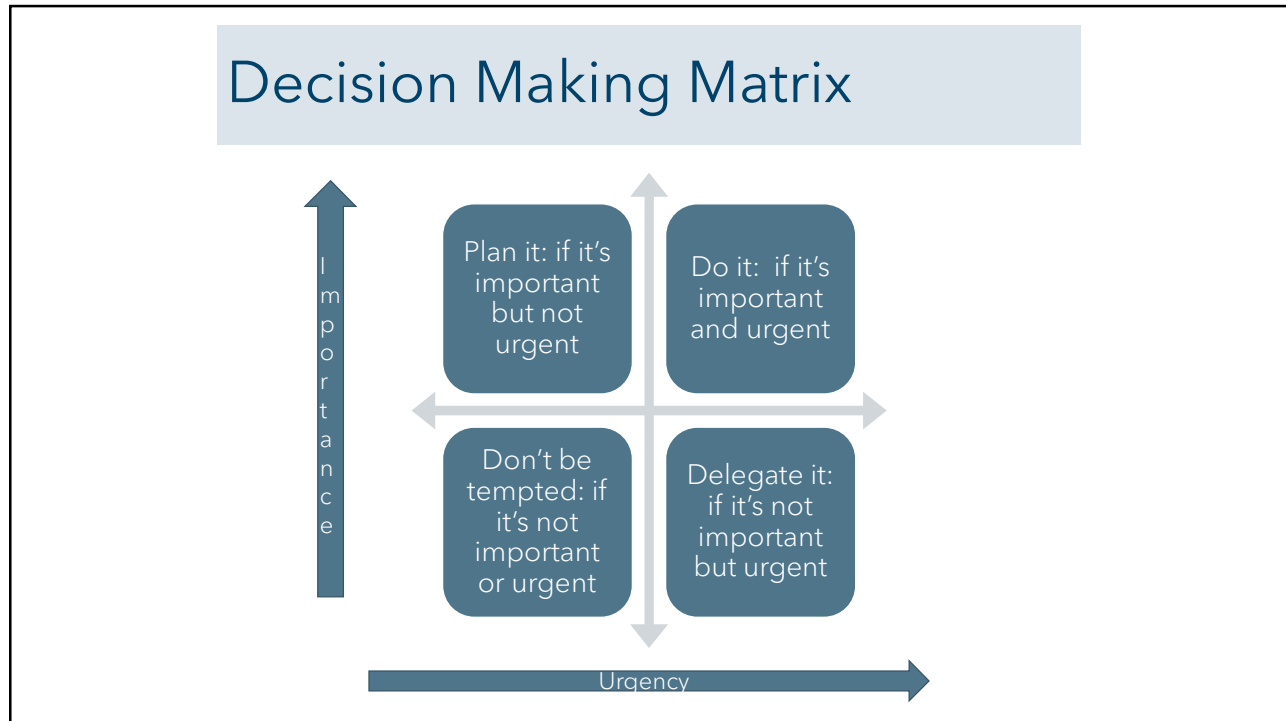 Decision Making Matrix
Importance
Plan it: if it’s
important
but not
urgent
Do it:  if it’s
important
and urgent
Don’t be
tempted: if
it’s not
important
or urgent
Delegate it:
if it’s not
important
but urgent
Urgency